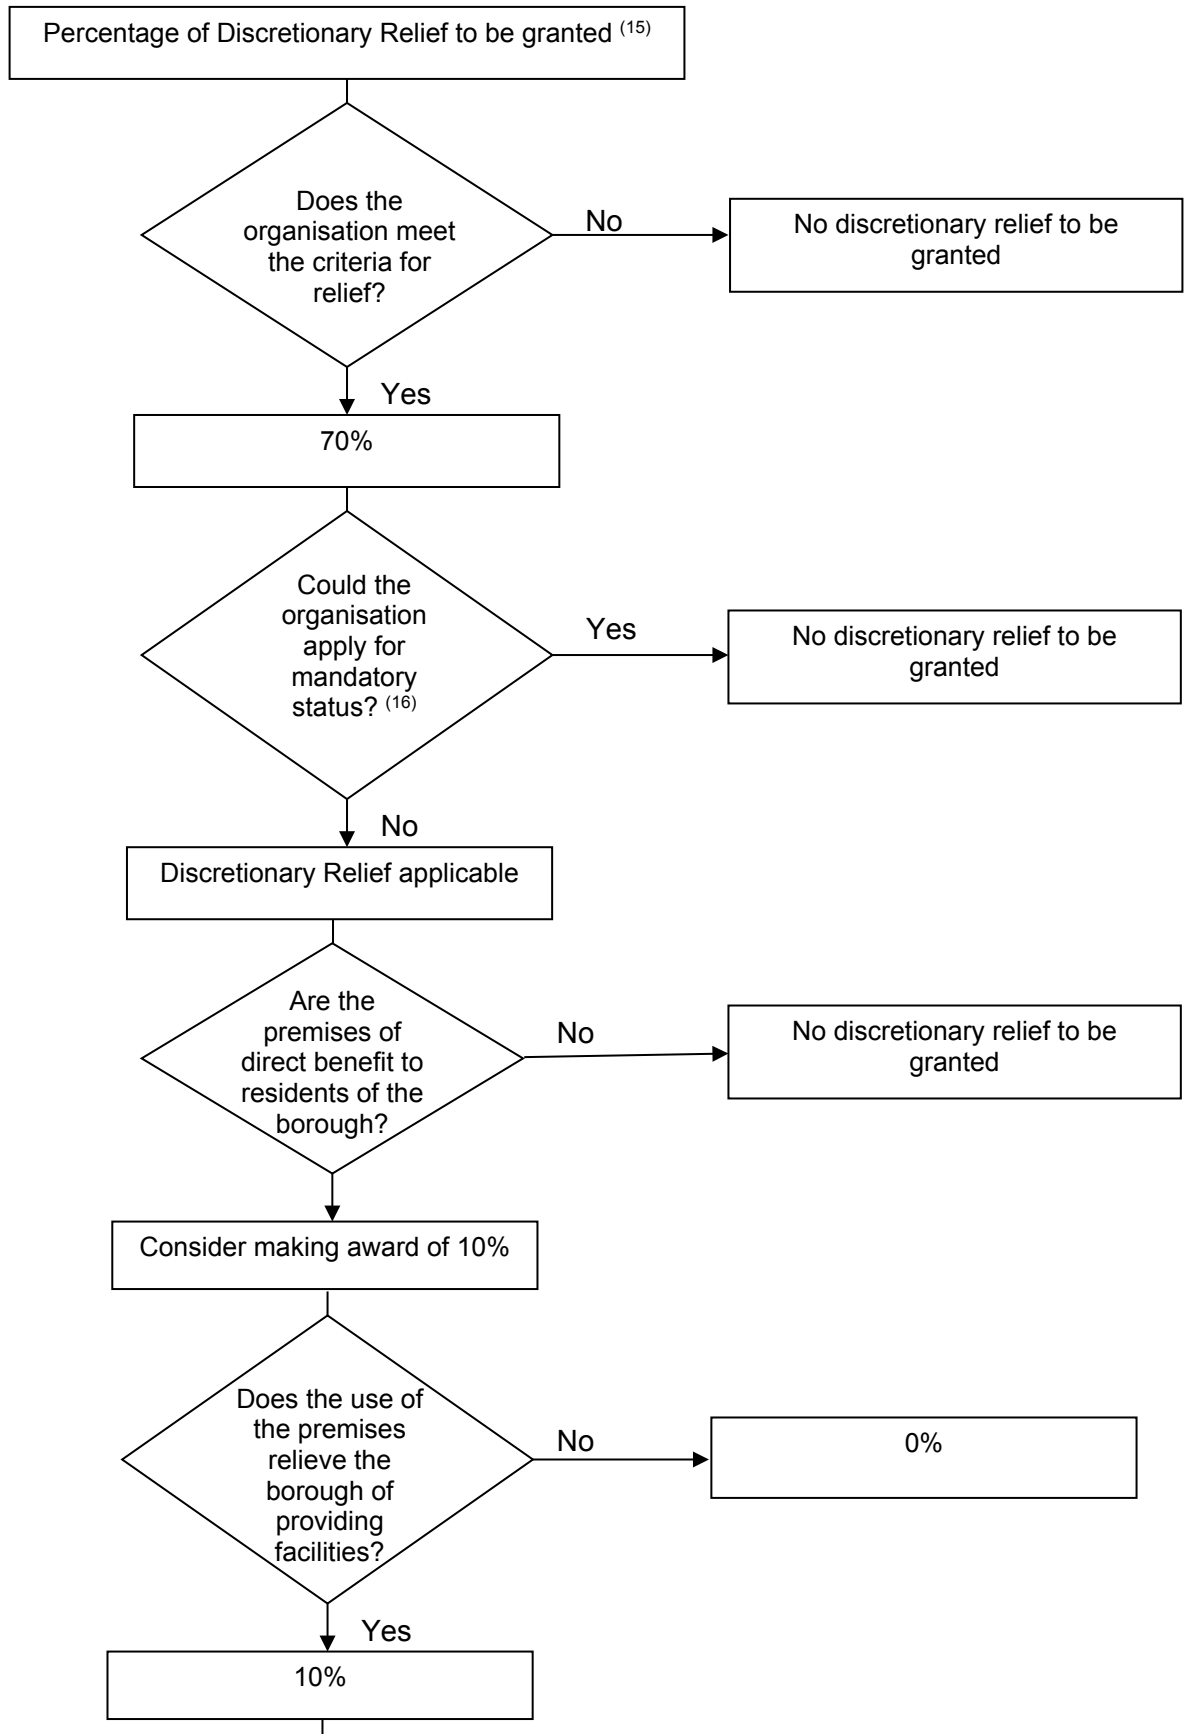 Percentage of Discretionary Relief to be granted (15)
Does the
organisation meet
the criteria for
relief?
No
No discretionary relief to be
granted
Yes
70%
Could the
organisation
apply for
mandatory
status? (16)
Yes
No discretionary relief to be
granted
No
Discretionary Relief applicable
Are the
premises of
direct benefit to
residents of the
borough?
No
No discretionary relief to be
granted
Consider making award of 10%
Does the use of
the premises
relieve the
borough of
providing
facilities?
No
0%
Yes
10%